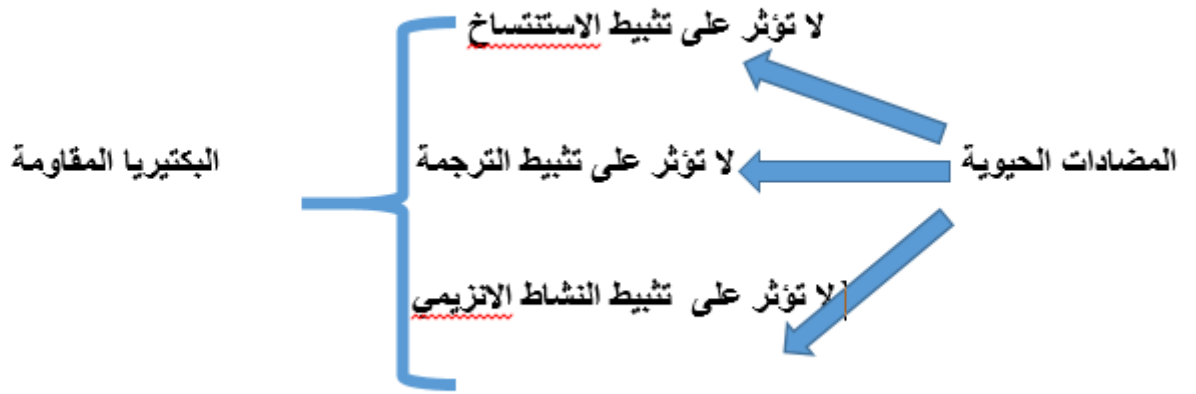 لا تؤثر على تثبيط الاستنتساخ
المضادات الحيوية
لا تؤثر على تثبيط الترجمة
البكتيريا المقاومة
لا تؤثر على تثبيط النشاط الانزيمي